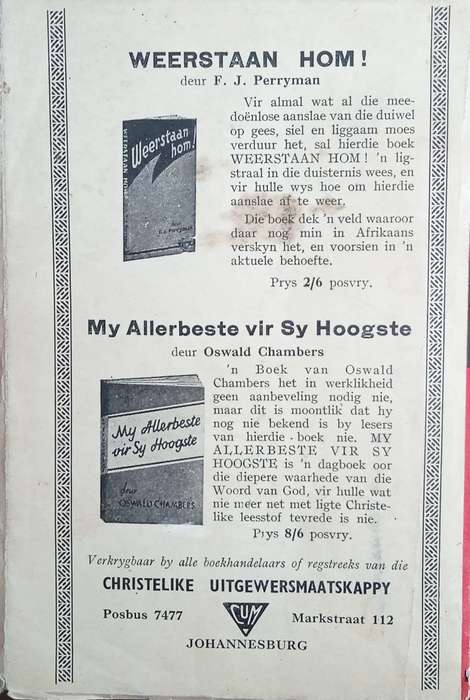 WEERSTAAN HOM!
deur F. J. Perryman
Weerstaan
hom!
deur
F. J. Perryman
WEERSTAAN HOM
Vir almal wat al die mee-
doënlose aanslae van die duiwel
op gees, siel en liggaam moes
verduur het, sal hierdie boek
WEERSTAAN HOM! 'n lig-
straal in die duisternis wees, en
vir hulle wys hoe om hierdie
aanslae af te weer.
Die boek dek 'n veld waaroor
daar nog min in Afrikaans
verskyn het, en voorsien in 'n
aktuele behoefte.
Prys 2/6 posvry.
My Allerbeste vir Sy Hoogste
deur Oswald Chambers
My Allerbeste
vir Sy Hoogste
deur
OSWALD CHAMBERS
'n Boek van Oswald
Chambers het in werklikheid
geen aanbeveling nodig nie,
maar dit is moontlik dat hy
nog nie bekend is by lesers
van hierdie - boek nie. MY
ALLERBESTE VIR SY
HOOGSTE is 'n dagboek oor
die diepere waarhede van die
Woord van God, vir hulle wat
nie meer net met ligte Christe-
like leesstof tevrede is nie.
Prys 8/6 posvry.
Verkrygbaar by alle boekhandelaars of regstreeks van die
CHRISTELIKE UITGEWERSMAATSKAPPY
Posbus 7477 CUM Markstraat 112
JOHANNESBURG